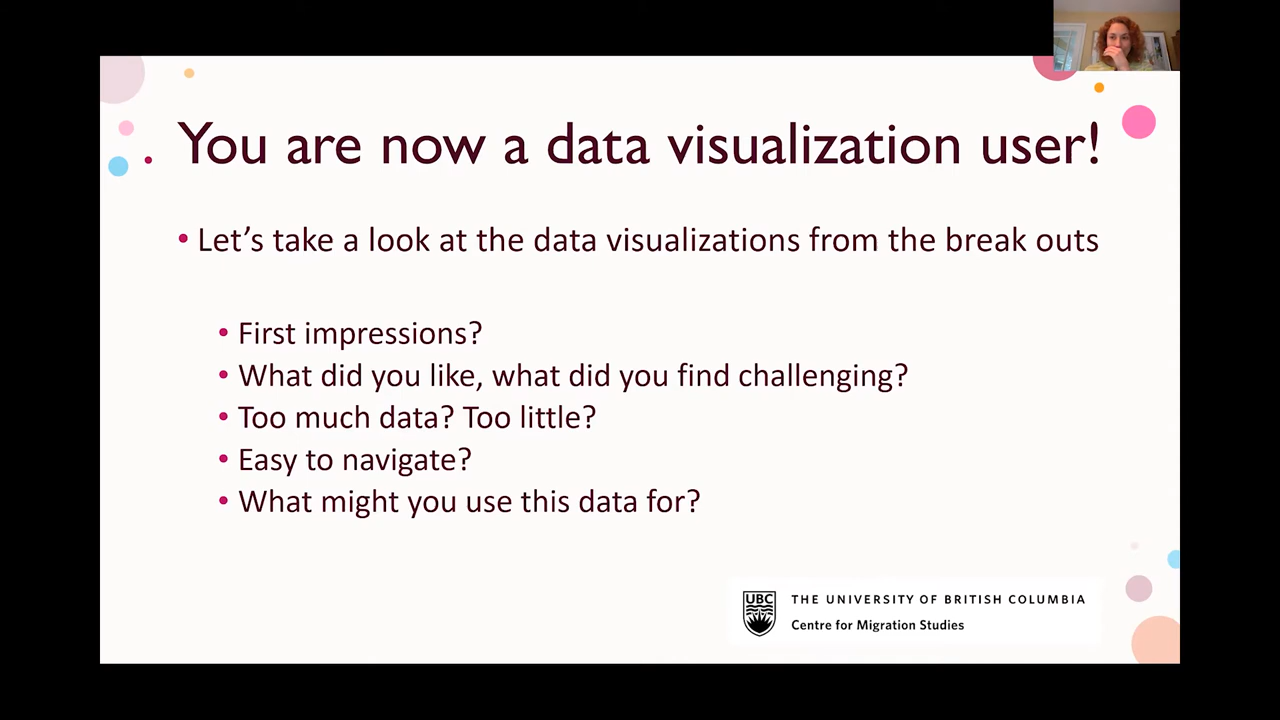 You are now a data visualization user!
• Let’s take a look at the data visualizations from the break outs
• First impressions?
• What did you like, what did you find challenging?
• Too much data? Too little?
• Easy to navigate?
• What might you use this data for?
UBC
THE UNIVERSITY OF BRITISH COLUMBIA
Centre for Migration Studies